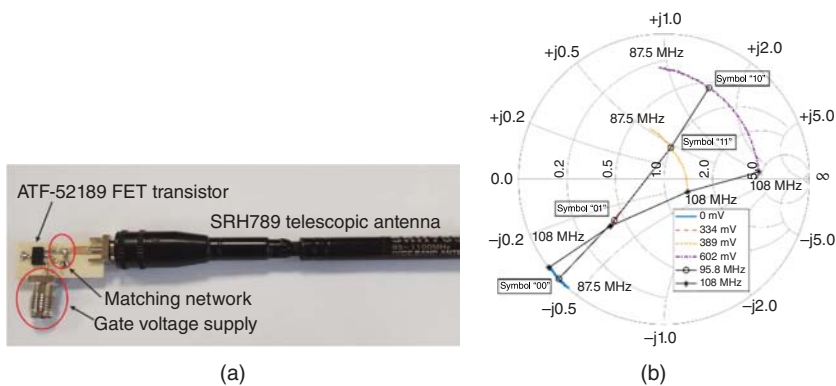 ATF-52189 FET transistor
SRH789 telescopic antenna
Matching network
Gate voltage supply
(a)
+j1.0
+j0.5
+j2.0
87.5 MHz
Symbol “10”
+j0.2
87.5 MHz
+j5.0
Symbol “11”
0.0
0.2
0.5
1.0
2.0
5.0
∞
108 MHz
Symbol “01”
–j0.2
108 MHz
–j5.0
0 mV
334 mV
389 mV
602 mV
95.8 MHz
108 MHz
Symbol “00”
87.5 MHz
–j0.5
–j2.0
–j1.0
(b)